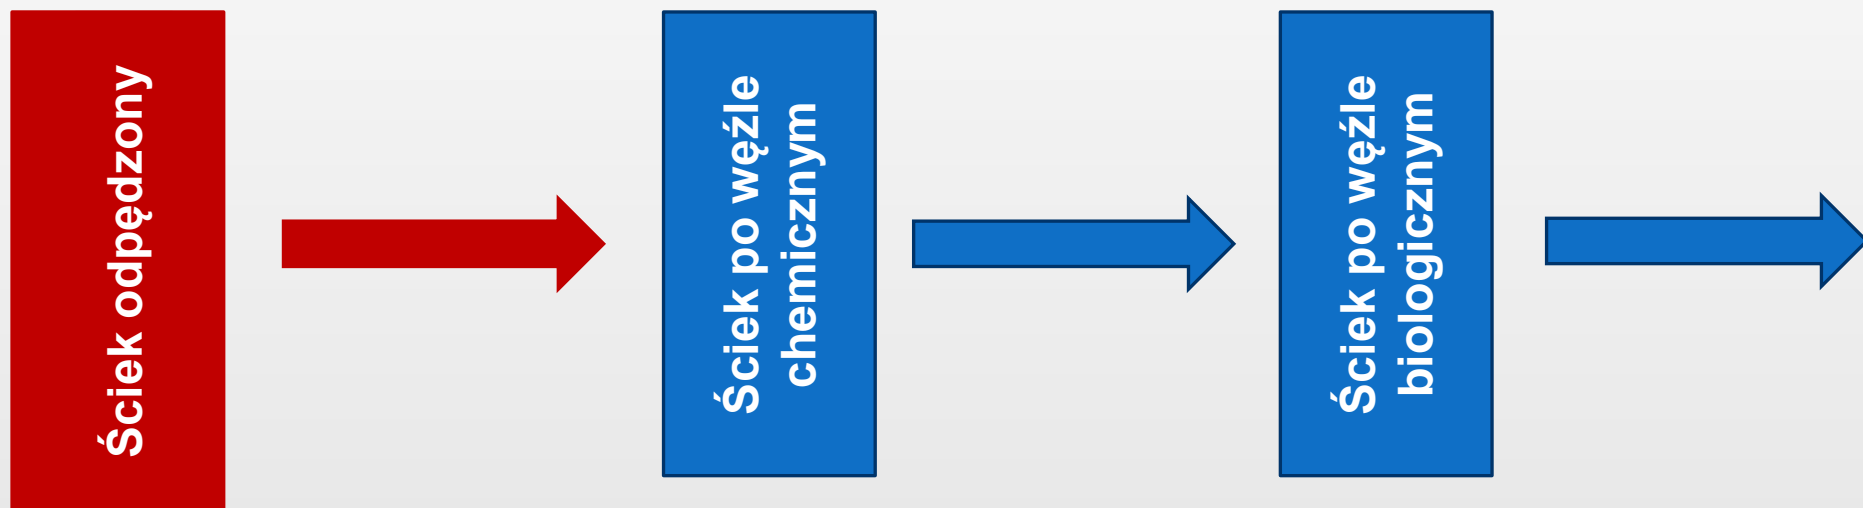 Ściek odpędzony
Ściek po węźle
chemicznym
Ściek po węźle
biologicznym